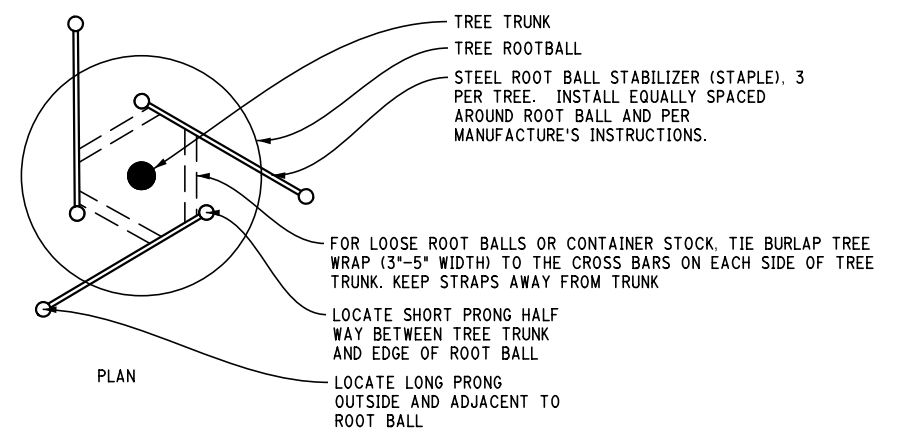 TREE TRUNK
TREE ROOTBALL
STEEL ROOT BALL STABILIZER (STAPLE), 3
PER TREE. INSTALL EQUALLY SPACED
AROUND ROOT BALL AND PER
MANUFACTURE'S INSTRUCTIONS.
FOR LOOSE ROOT BALLS OR CONTAINER STOCK, TIE BURLAP TREE
WRAP (3"-5" WIDTH) TO THE CROSS BARS ON EACH SIDE OF TREE
TRUNK. KEEP STRAPS AWAY FROM TRUNK
LOCATE SHORT PRONG HALF
WAY BETWEEN TREE TRUNK
AND EDGE OF ROOT BALL
PLAN
LOCATE LONG PRONG
OUTSIDE AND ADJACENT TO
ROOT BALL